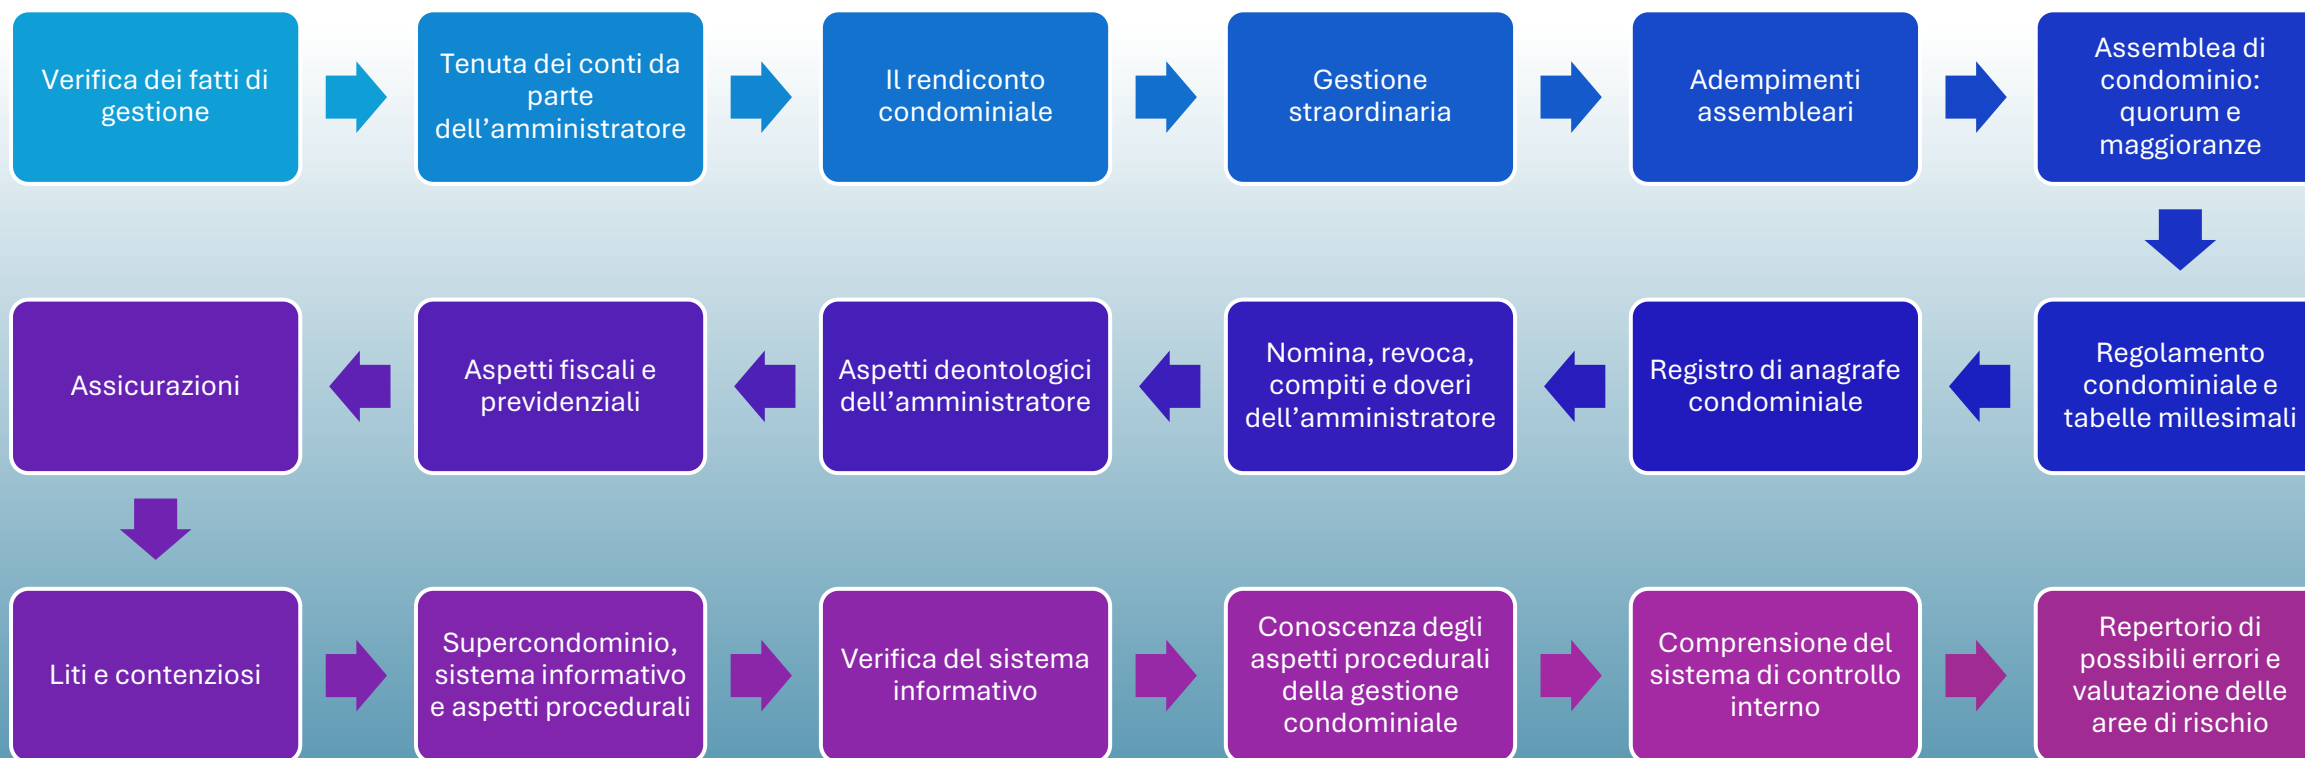 Verifica dei fatti di
gestione
Tenuta dei conti da
parte
dell’amministratore
Il rendiconto
condominiale
Gestione
straordinaria
Adempimenti
assembleari
Assemblea di
condominio:
quorum e
maggioranze
Regolamento
condominiale e
tabelle millesimali
Registro di anagrafe
condominiale
Nomina, revoca,
compiti e doveri
dell’amministratore
Aspetti deontologici
dell’amministratore
Aspetti fiscali e
previdenziali
Assicurazioni
Liti e contenziosi
Supercondominio,
sistema informativo
e aspetti procedurali
Verifica del sistema
informativo
Conoscenza degli
aspetti procedurali
della gestione
condominiale
Comprensione del
sistema di controllo
interno
Repertorio di
possibili errori e
valutazione delle
aree di rischio